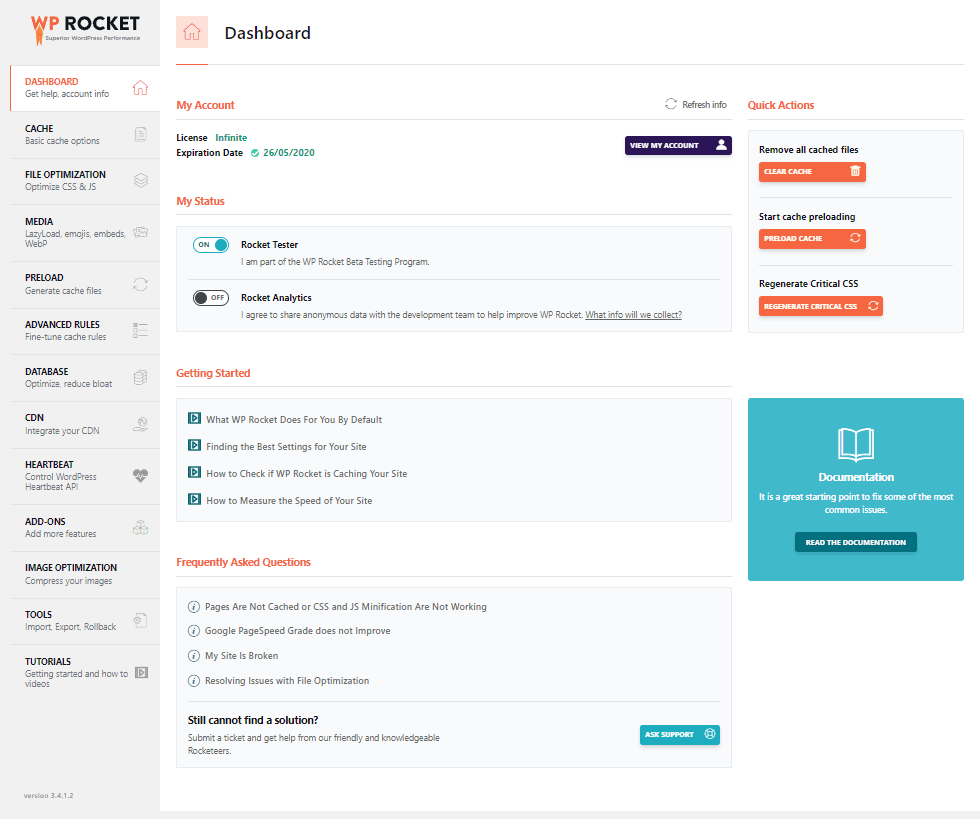 WP ROCKET
Superior WordPress Performance
DASHBOARD
Get help, account info
CACHE
Basic cache options
FILE OPTIMIZATION
Optimize CSS & JS
MEDIA
LazyLoad, emojis, embeds,
WebP
PRELOAD
Generate cache files
ADVANCED RULES
Fine-tune cache rules
DATABASE
Optimize, reduce bloat
CDN
Integrate your CDN
HEARTBEAT
Control WordPress
Heartbeat API
ADD-ONS
Add more features
IMAGE OPTIMIZATION
Compress your images
TOOLS
Import, Export, Rollback
TUTORIALS
Getting started and how to
videos
version 3.4.1.2
Dashboard
My Account
Refresh info
License Infinite
Expiration Date 26/05/2020
VIEW MY ACCOUNT
My Status
ON
Rocket Tester
I am part of the WP Rocket Beta Testing Program.
OFF
Rocket Analytics
I agree to share anonymous data with the development team to help improve WP Rocket. What info will we collect?
Getting Started
What WP Rocket Does For You By Default
Finding the Best Settings for Your Site
How to Check if WP Rocket is Caching Your Site
How to Measure the Speed of Your Site
Frequently Asked Questions
Pages Are Not Cached or CSS and JS Minification Are Not Working
Google PageSpeed Grade does not Improve
My Site Is Broken
Resolving Issues with File Optimization
Still cannot find a solution?
Submit a ticket and get help from our friendly and knowledgeable
Rocketeers.
ASK SUPPORT
Quick Actions
Remove all cached files
CLEAR CACHE
Start cache preloading
PRELOAD CACHE
Regenerate Critical CSS
REGENERATE CRITICAL CSS
Documentation
It is a great starting point to fix some of the most
common issues.
READ THE DOCUMENTATION